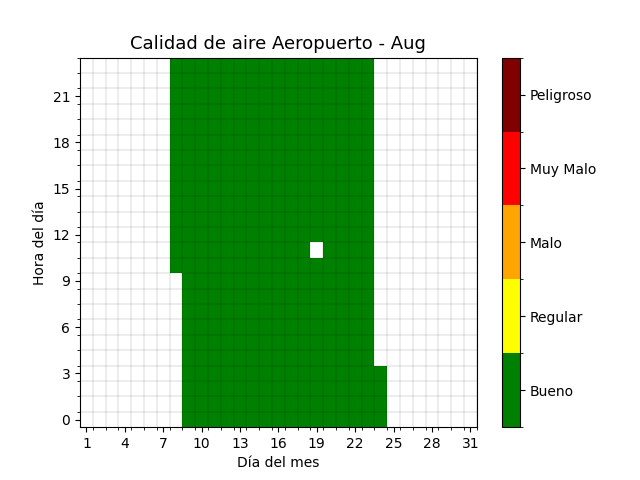 Calidad de aire Aeropuerto - Aug
Hora del día
21
18
15
12
9
6
3
0
1 4 7 10 13 16 19 22 25 28 31
Día del mes
Peligroso
Muy Malo
Malo
Regular
Bueno